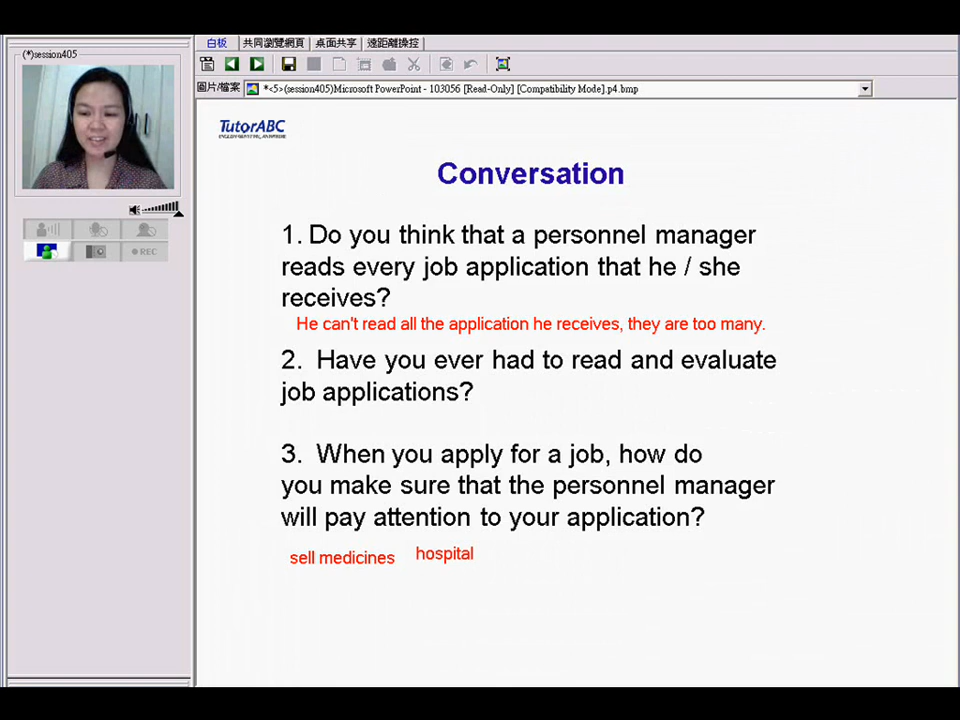 (*)session405
白板 共同瀏覽網頁 桌面共享 遠距離操控
圖片/檔案 *<5>(session405)Microsoft PowerPoint - 103056 [Read-Only] [Compatibility Mode].p4.bmp
TutorABC
Conversation
1. Do you think that a personnel manager
reads every job application that he / she
receives?
He can't read all the application he receives, they are too many.
2. Have you ever had to read and evaluate
job applications?
3. When you apply for a job, how do
you make sure that the personnel manager
will pay attention to your application?
sell medicines hospital
REC